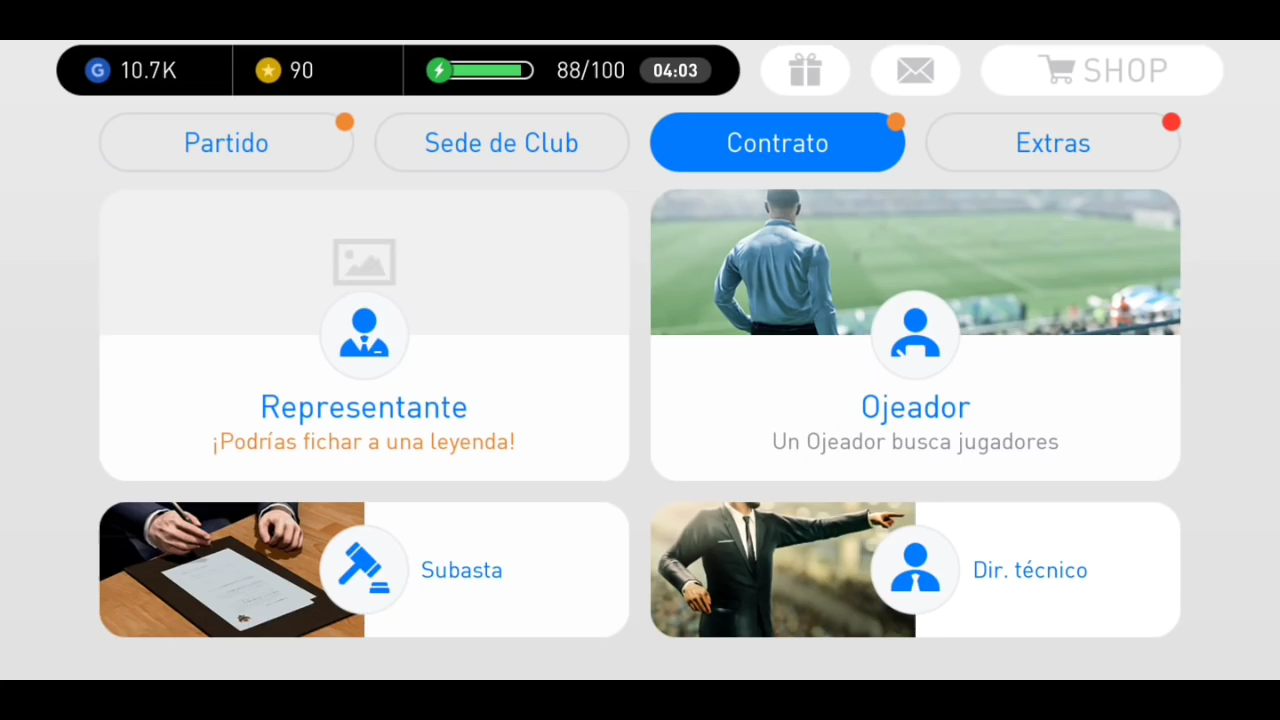 G 10.7K 90 88/100 04:03 SHOP
Partido Sede de Club Contrato Extras
Representante
¡Podrías fichar a una leyenda!
Ojeador
Un Ojeador busca jugadores
Subasta
Dir. técnico